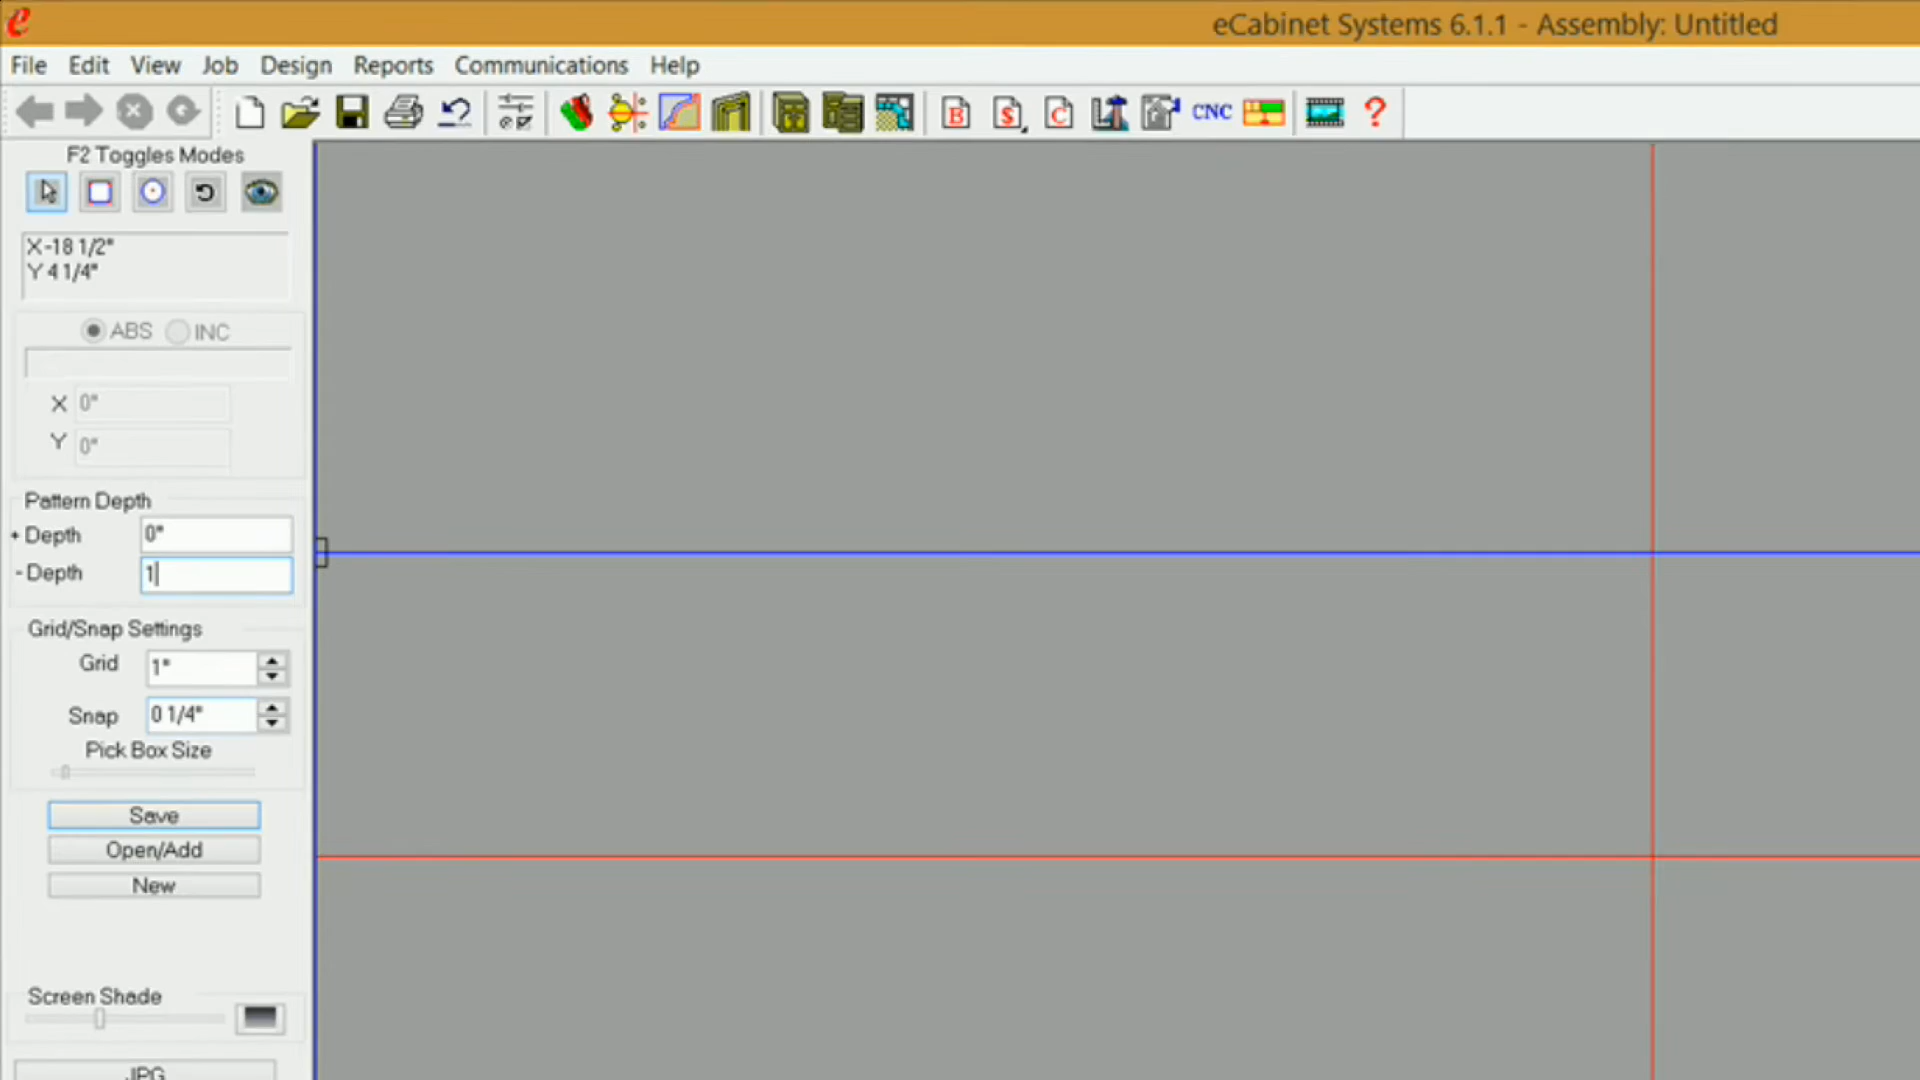 eCabinet Systems 6.1.1 - Assembly: Untitled
File Edit View Job Design Reports Communications Help
B $ C CNC ?
F2 Toggles Modes
X -18 1/2"
Y 4 1/4"
ABS INC
X 0"
Y 0"
Pattern Depth
+ Depth 0"
- Depth 1
Grid/Snap Settings
Grid 1"
Snap 0 1/4"
Pick Box Size
Save
Open/Add
New
Screen Shade
JPG